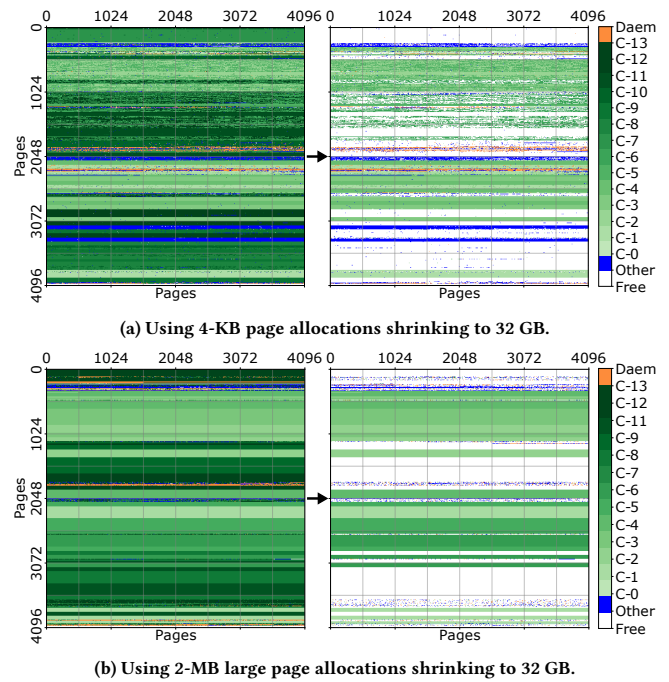 0 1024 2048 3072 4096 0 1024 2048 3072 4096
0
1024
2048
3072
4096
Pages
Pages
Pages
Daem
C-13
C-12
C-11
C-10
C-9
C-8
C-7
C-6
C-5
C-4
C-3
C-2
C-1
C-0
Other
Free
(a) Using 4-KB page allocations shrinking to 32 GB.
0 1024 2048 3072 4096 0 1024 2048 3072 4096
0
1024
2048
3072
4096
Pages
Pages
Pages
Daem
C-13
C-12
C-11
C-10
C-9
C-8
C-7
C-6
C-5
C-4
C-3
C-2
C-1
C-0
Other
Free
(b) Using 2-MB large page allocations shrinking to 32 GB.